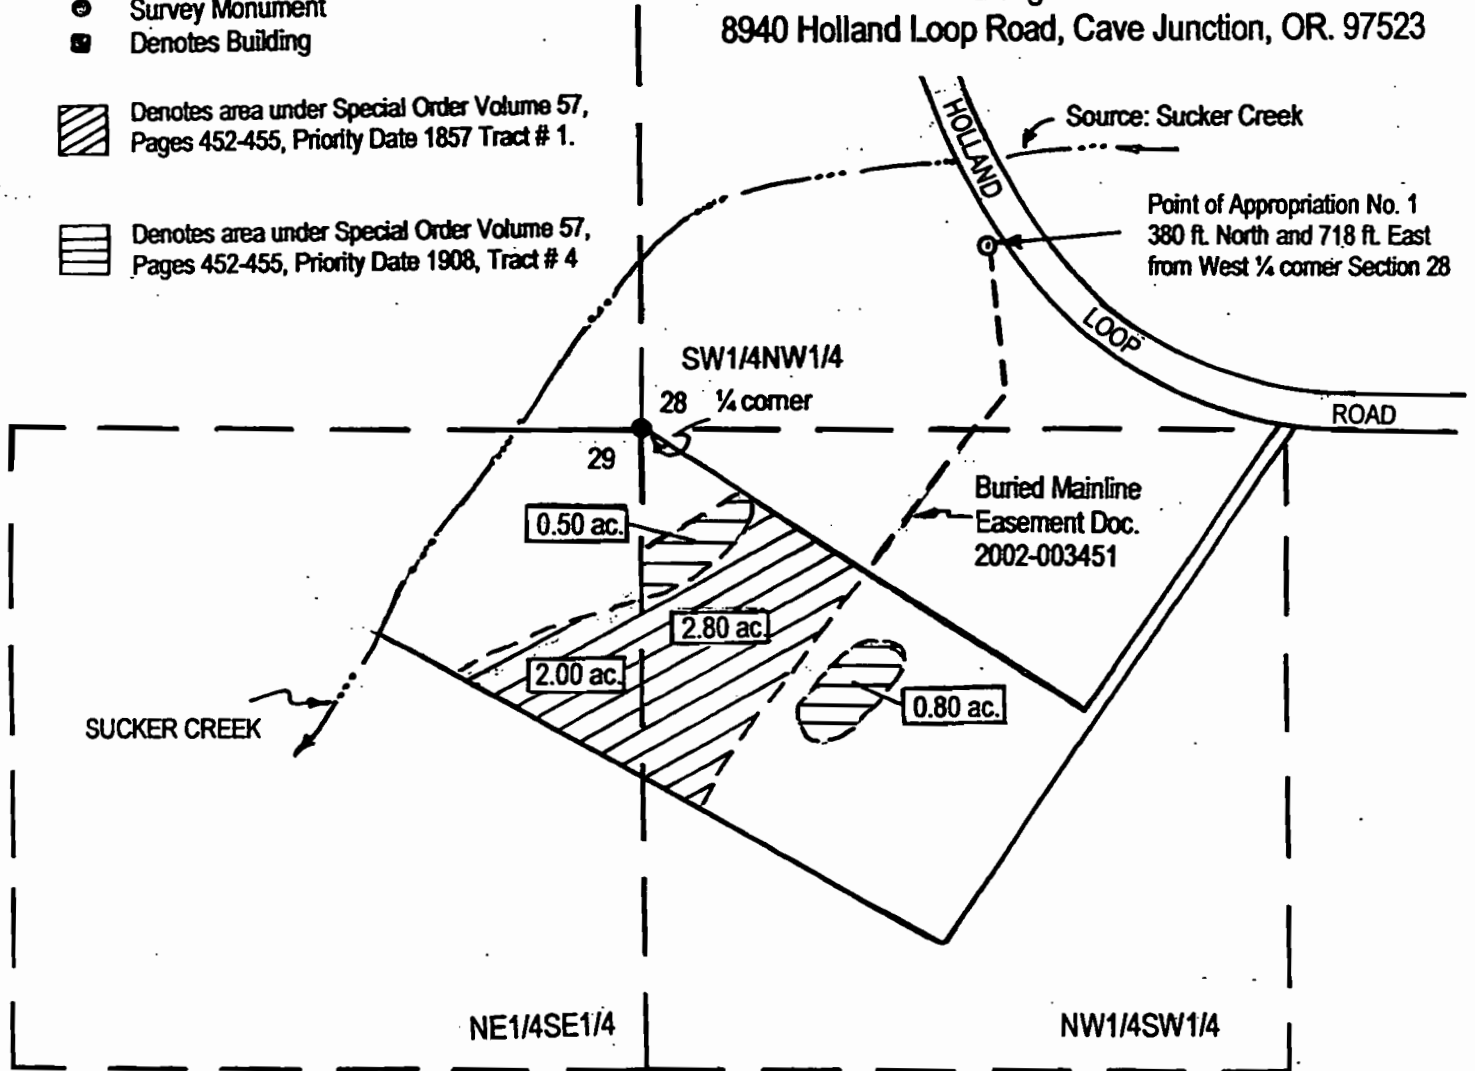 Survey Monument
Denotes Building
Denotes area under Special Order Volume 57,
Pages 452-455, Priority Date 1857 Tract # 1.
Denotes area under Special Order Volume 57,
Pages 452-455, Priority Date 1908, Tract # 4
8940 Holland Loop Road, Cave Junction, OR. 97523
HOLLAND
LOOP
ROAD
Source: Sucker Creek
Point of Appropriation No. 1
380 ft. North and 718 ft. East
from West ¼ corner Section 28
SW1/4NW1/4
28 ¼ corner
29
Buried Mainline
Easement Doc.
2002-003451
0.50 ac.
2.80 ac.
2.00 ac.
0.80 ac.
SUCKER CREEK
NE1/4SE1/4
NW1/4SW1/4